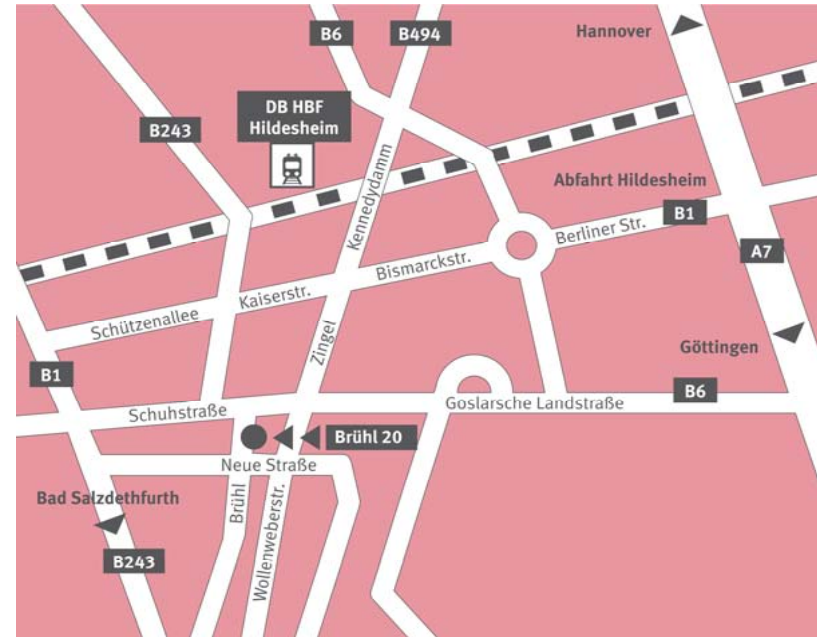 B6
B494
Hannover
B243
DB HBF
Hildesheim
Kennedydamm
Abfahrt Hildesheim
B1
Berliner Str.
Bismarckstr.
A7
Kaiserstr.
Schützenallee
Zingel
Göttingen
B1
B6
Schuhstraße
Goslarsche Landstraße
Brühl 20
Neue Straße
Bad Salzdethfurth
Brühl
Wollenweberstr.
B243